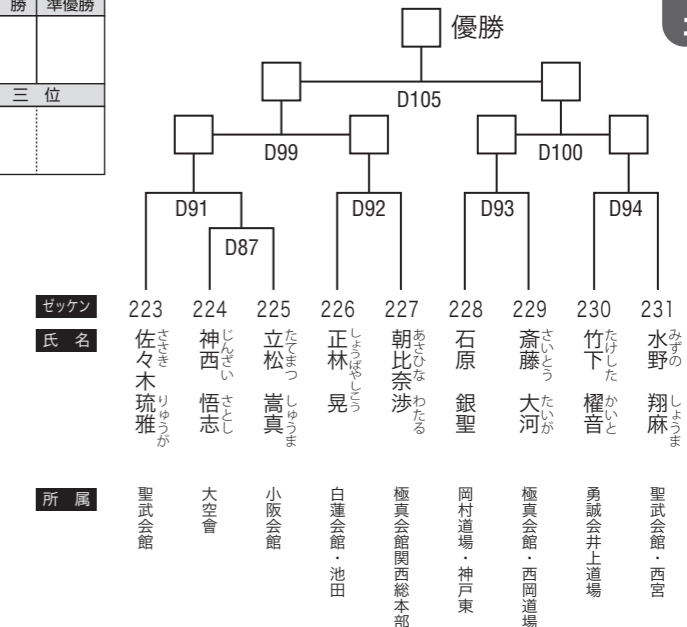 勝 準優勝
三 位
優勝
D105
D99 D100
D91 D92 D93 D94
D87
ゼッケン 223 224 225 226 227 228 229 230 231
氏 名
佐々木 琉雅 ささき りゅうが
神西 悟志 じんざい さとし
立松 嵩真 たてまつ しゅうま
正林 晃 しょうばやしこう
朝比奈 渉 あさひな わたる
石原 銀聖
斎藤 大河 さいとう たいが
竹下 櫂音 たけした かいと
水野 翔麻 みずの しょうま
所 属
聖武会館
大空會
小阪会館
白蓮会館・池田
極真会館関西総本部
岡村道場・神戸東
極真会館・西岡道場
勇誠会井上道場
聖武会館・西宮